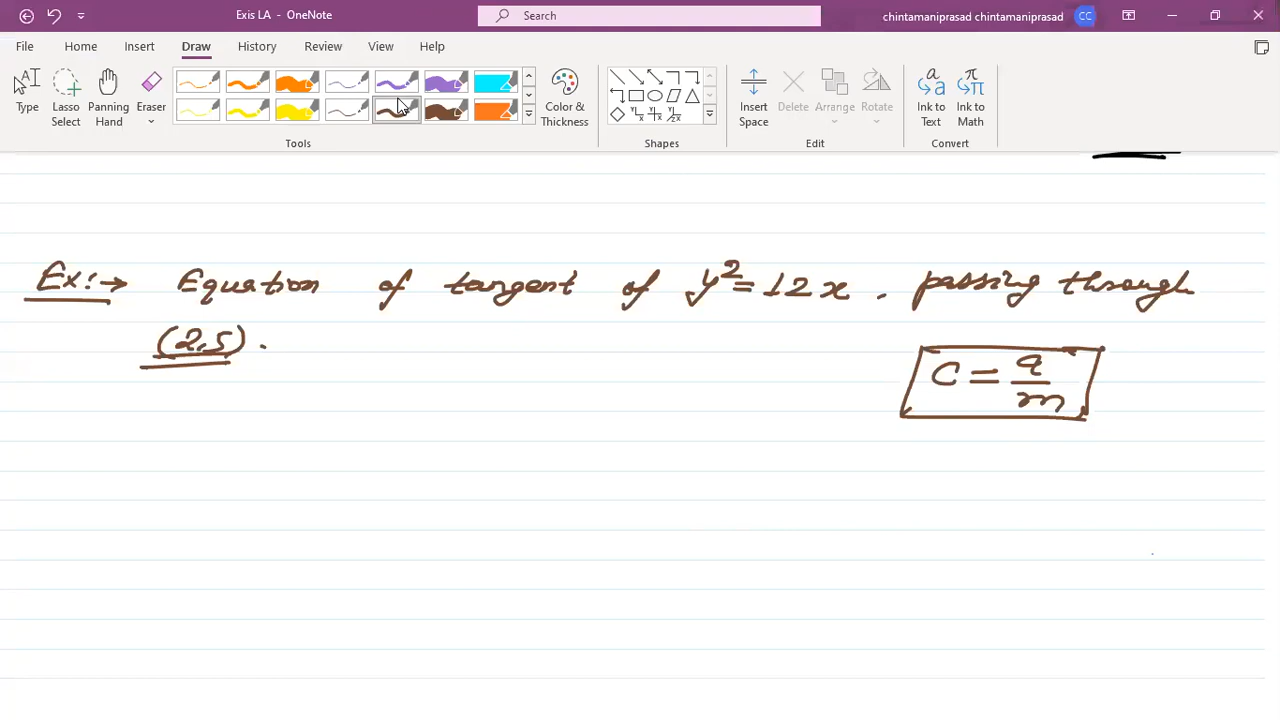 Exis LA - OneNote
Search
chintamaniprasad chintamaniprasad CC
File Home Insert Draw History Review View Help
Type
Lasso Select
Panning Hand
Eraser
Color & Thickness
Insert Space
Delete
Arrange
Rotate
Ink to Text
Ink to Math
Tools
Shapes
Edit
Convert
Ex:→ Equation of tangent of y²=12x. passing through
(2,5).
C = a/m